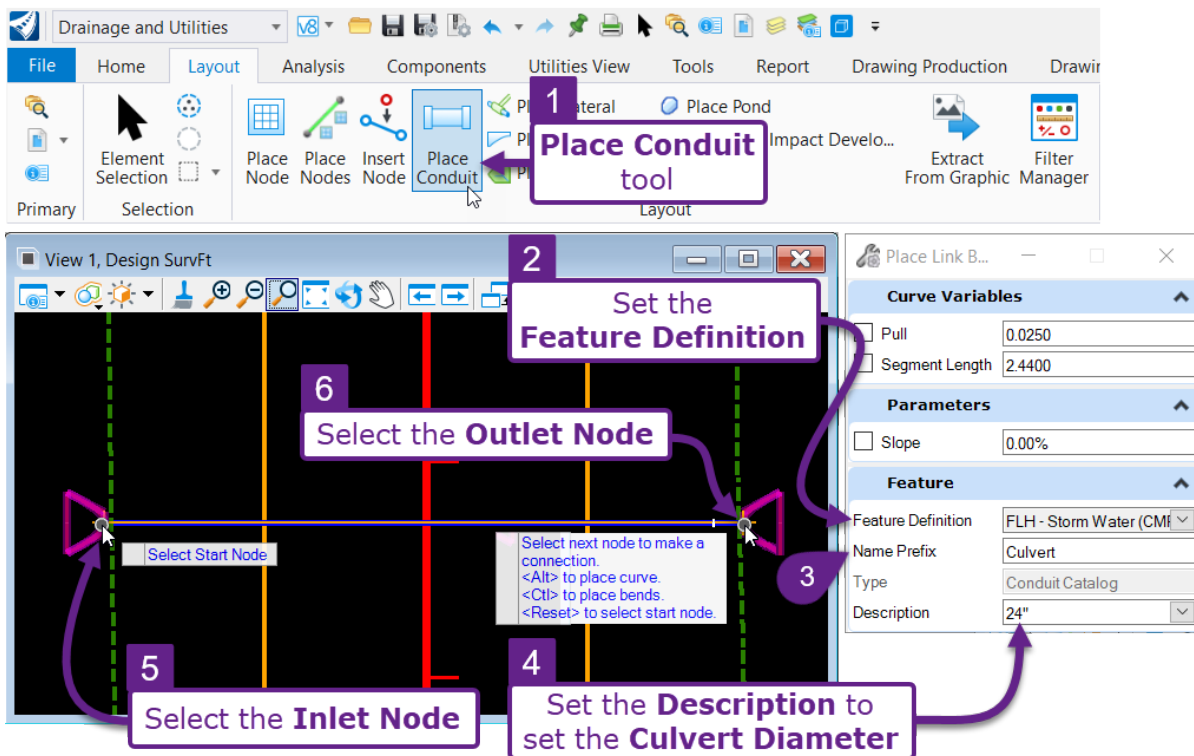 Drainage and Utilities
V8
File Home Layout Analysis Components Utilities View Tools Report Drawing Production
Element Selection
Place Node
Place Nodes
Insert Node
Place Conduit
Place Pond
Impact Develo...
Extract From Graphic
Filter Manager
Primary Selection Layout
1
Place Conduit
tool
View 1, Design SurvFt
2
Set the
Feature Definition
6
Select the Outlet Node
Select Start Node
Select next node to make a
connection.
<Alt> to place curve.
<Ctl> to place bends.
<Reset> to select start node.
5
Select the Inlet Node
4
Set the Description to
set the Culvert Diameter
Place Link B...
Curve Variables
Pull 0.0250
Segment Length 2.4400
Parameters
Slope 0.00%
Feature
Feature Definition FLH - Storm Water (CMP
Name Prefix Culvert
3
Type Conduit Catalog
Description 24"